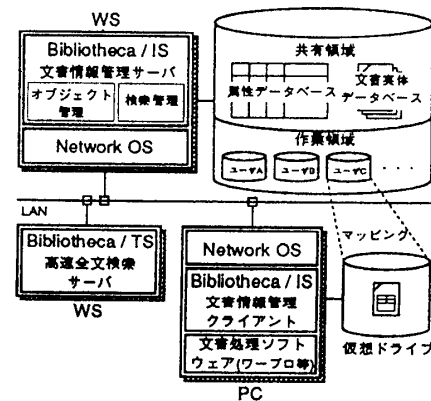 WS
Bibliotheca / IS
文書情報管理サーバ
オブジェクト
管理
検索管理
Network OS
共有領域
属性データベース
文書実体
データベース
作業領域
ユーザA
ユーザB
ユーザC
・・・・
LAN
Bibliotheca / TS
高速全文検索
サーバ
WS
Network OS
Bibliotheca / IS
文書情報管理
クライアント
文書処理ソフト
ウェア(ワープロ等)
PC
マッピング
仮想ドライブ